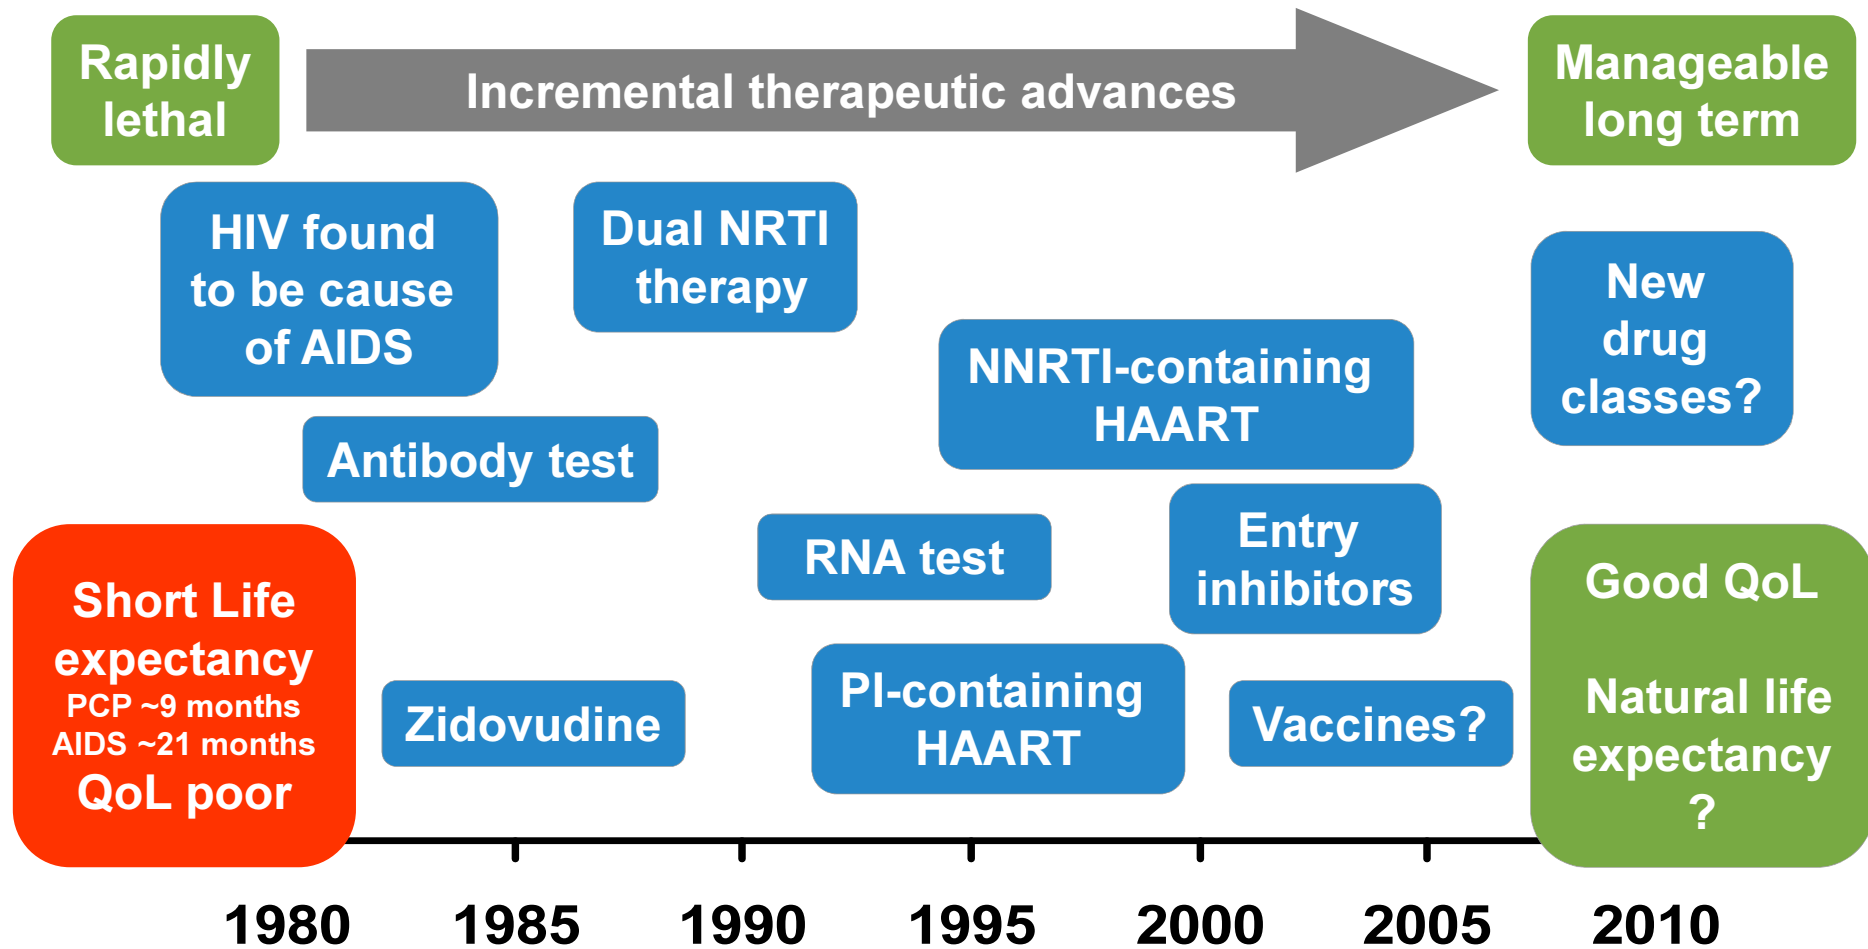 Rapidly
lethal
Incremental therapeutic advances
Manageable
long term
HIV found
to be cause
of AIDS
Dual NRTI
therapy
New
drug
classes?
NNRTI-containing
HAART
Antibody test
RNA test
Entry
inhibitors
Short Life
expectancy
PCP ~9 months
AIDS ~21 months
QoL poor
Zidovudine
PI-containing
HAART
Vaccines?
Good QoL
Natural life
expectancy
?
1980 1985 1990 1995 2000 2005 2010